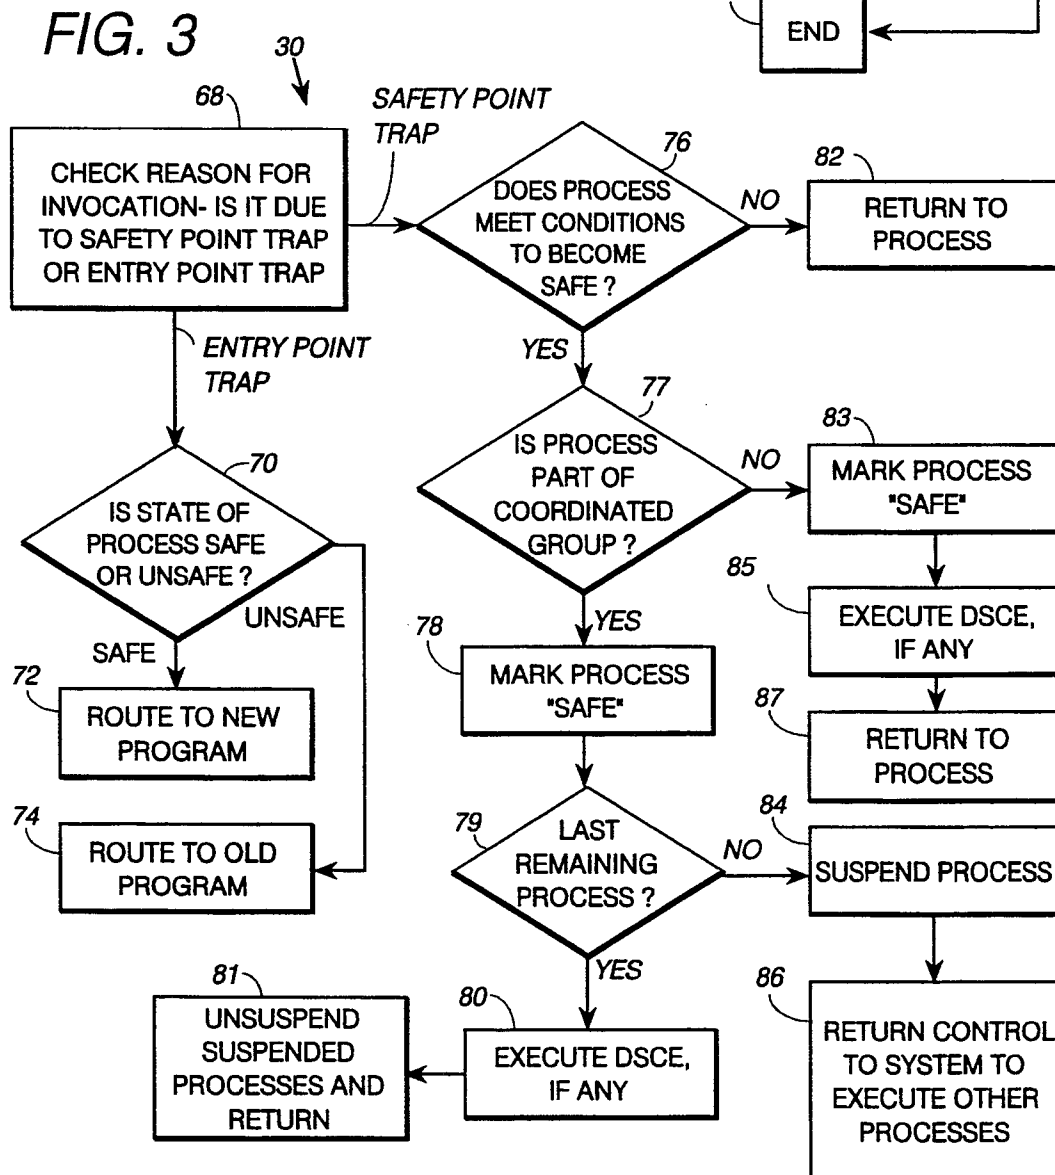 FIG. 3
END
30
68
CHECK REASON FOR
INVOCATION- IS IT DUE
TO SAFETY POINT TRAP
OR ENTRY POINT TRAP
SAFETY POINT
TRAP
76
DOES PROCESS
MEET CONDITIONS
TO BECOME
SAFE ?
NO
82
RETURN TO
PROCESS
YES
ENTRY POINT
TRAP
77
IS PROCESS
PART OF
COORDINATED
GROUP ?
NO
83
MARK PROCESS
"SAFE"
70
IS STATE OF
PROCESS SAFE
OR UNSAFE ?
UNSAFE
SAFE
85
EXECUTE DSCE,
IF ANY
YES
78
MARK PROCESS
"SAFE"
72
ROUTE TO NEW
PROGRAM
87
RETURN TO
PROCESS
74
ROUTE TO OLD
PROGRAM
79
LAST
REMAINING
PROCESS ?
NO
84
SUSPEND PROCESS
YES
81
UNSUSPEND
SUSPENDED
PROCESSES AND
RETURN
80
EXECUTE DSCE,
IF ANY
86
RETURN CONTROL
TO SYSTEM TO
EXECUTE OTHER
PROCESSES